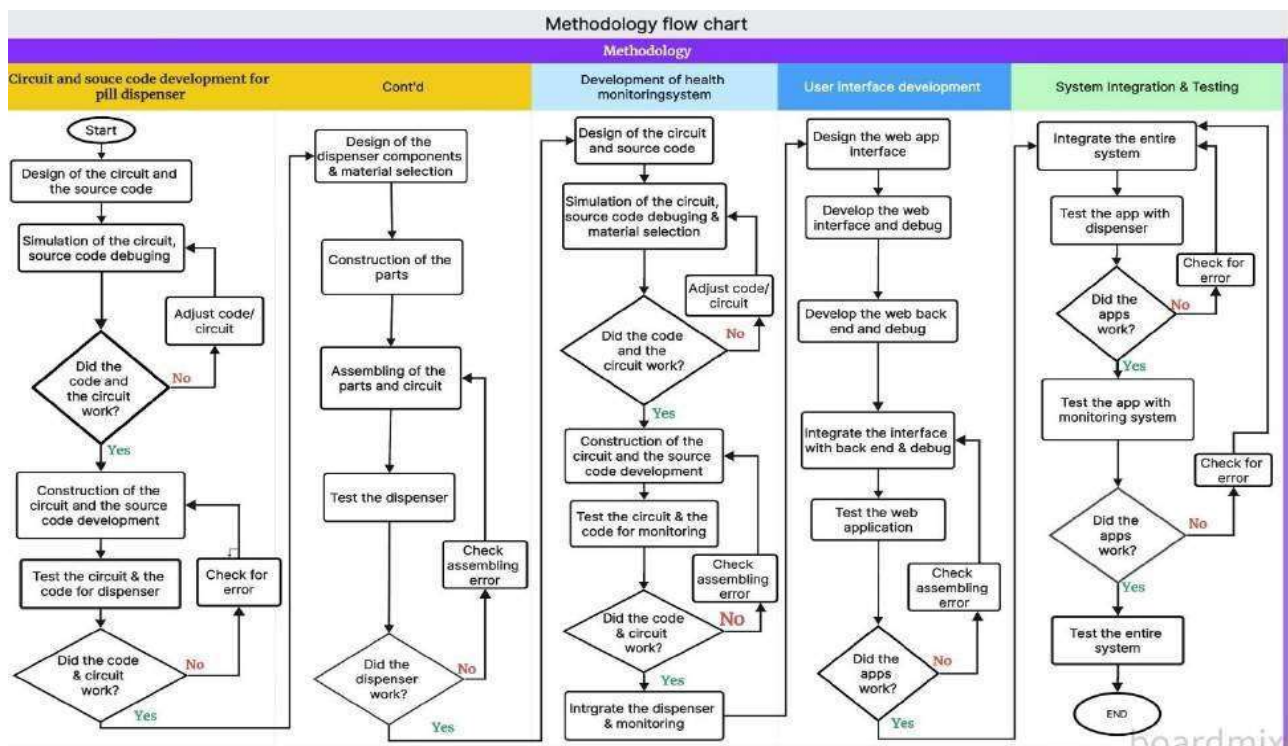 Methodology flow chart
Methodology
Circuit and souce code development for
pill dispenser
Start
Design of the circuit and
the source code
Simulation of the circuit,
source code debuging
Adjust code/
circuit
Did the
code and
the circuit
work?
No
Yes
Construction of the
circuit and the source
code development
Test the circuit & the
code for dispenser
Check for
error
Did the code
& circuit
work?
No
Yes
Cont'd
Design of the
dispenser components
& material selection
Construction of the
parts
Assembling of the
parts and circuit
Test the dispenser
Check
assembling
error
Did the
dispenser
work?
No
Yes
Development of health
monitoringsystem
Design of the circuit
and source code
Simulation of the circuit,
source code debuging &
material selection
Adjust code/
circuit
Did the code
and the
circuit work?
No
Yes
Construction of the
circuit and the source
code development
Test the circuit & the
code for monitoring
Check
assembling
error
Did the code
& circuit
work?
No
Yes
Intrgrate the dispenser
& monitoring
User interface development
Design the web app
interface
Develop the web
interface and debug
Develop the web back
end and debug
Integrate the interface
with back end & debug
Test the web
application
Check
assembling
error
Did the
apps
work?
No
Yes
System Integration & Testing
Integrate the entire
system
Test the app with
dispenser
Check for
error
Did the
apps
work?
No
Yes
Test the app with
monitoring system
Check for
error
Did the
apps
work?
No
Yes
Test the entire
system
END
boardmix